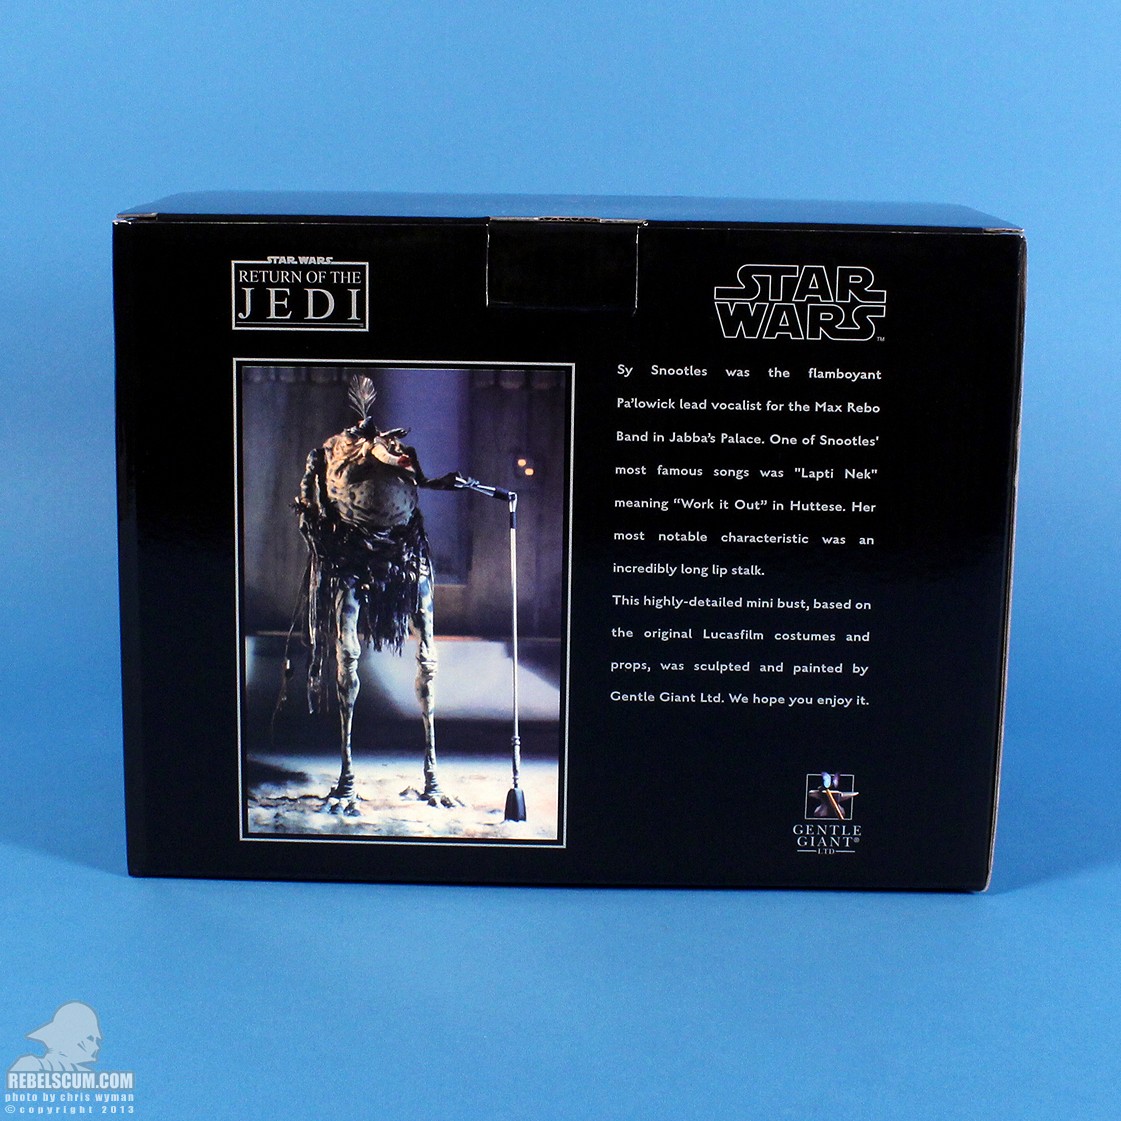 STAR WARS
RETURN OF THE
JEDI
STAR
WARS
TM
Sy Snootles was the flamboyant
Pa'lowick lead vocalist for the Max Rebo
Band in Jabba's Palace. One of Snootles'
most famous songs was "Lapti Nek"
meaning “Work it Out” in Huttese. Her
most notable characteristic was an
incredibly long lip stalk.
This highly-detailed mini bust, based on
the original Lucasfilm costumes and
props, was sculpted and painted by
Gentle Giant Ltd. We hope you enjoy it.
GENTLE
GIANT®
LTD
REBELSCUM.COM
photo by chris wyman
©copyright 2013